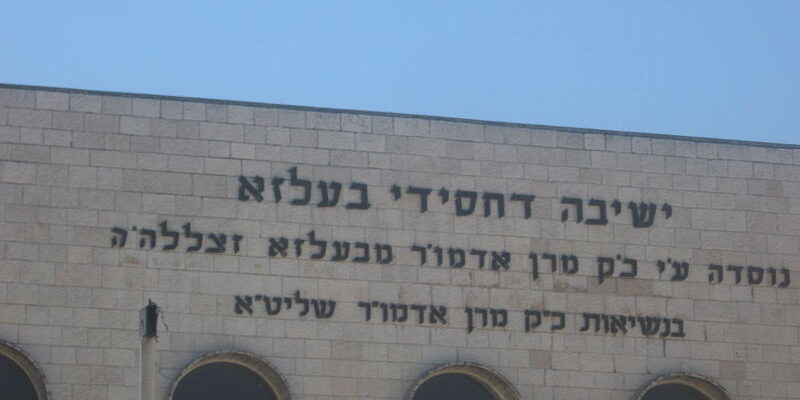 ישיבה דחסידי בעלזא
נוסדה ע"י כ"ק מרן אדמו"ר מבעלזא זצללה"ה
בנשיאות כ"ק מרן אדמו"ר שליט"א